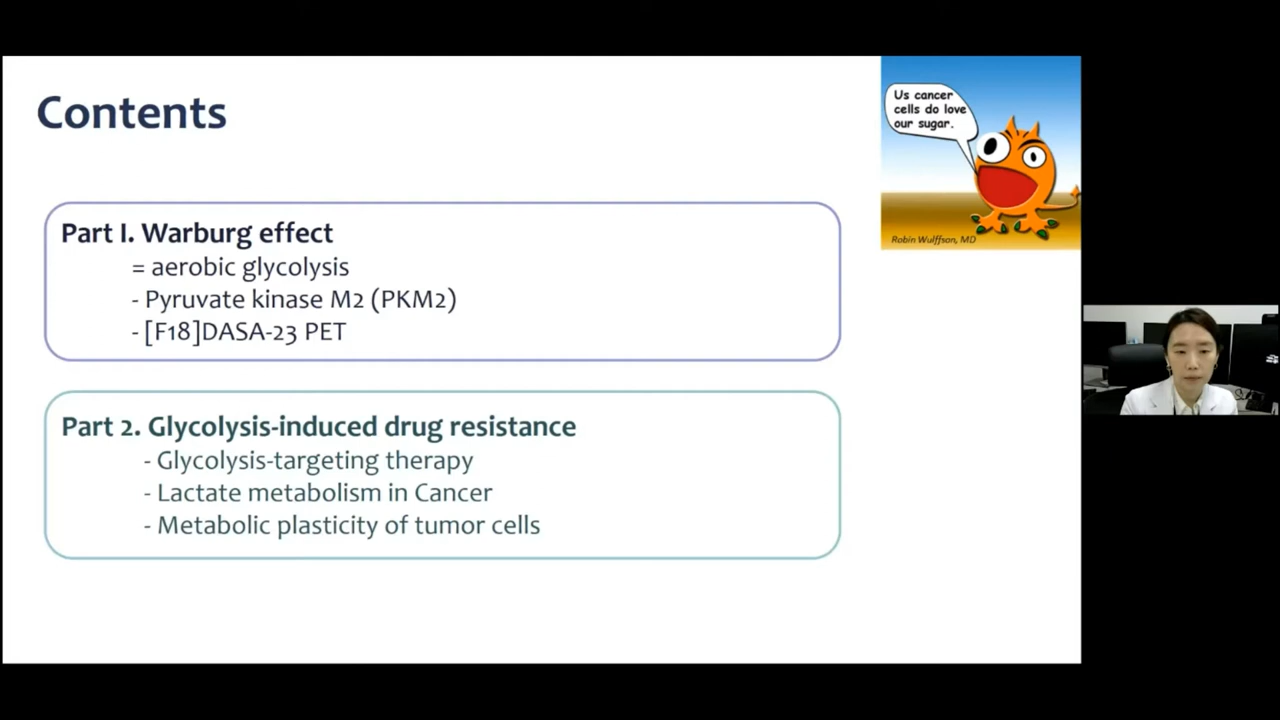 Contents
Us cancer
cells do love
our sugar.
Robin Wulffson, MD
Part I. Warburg effect
= aerobic glycolysis
- Pyruvate kinase M2 (PKM2)
- [F18]DASA-23 PET
Part 2. Glycolysis-induced drug resistance
- Glycolysis-targeting therapy
- Lactate metabolism in Cancer
- Metabolic plasticity of tumor cells